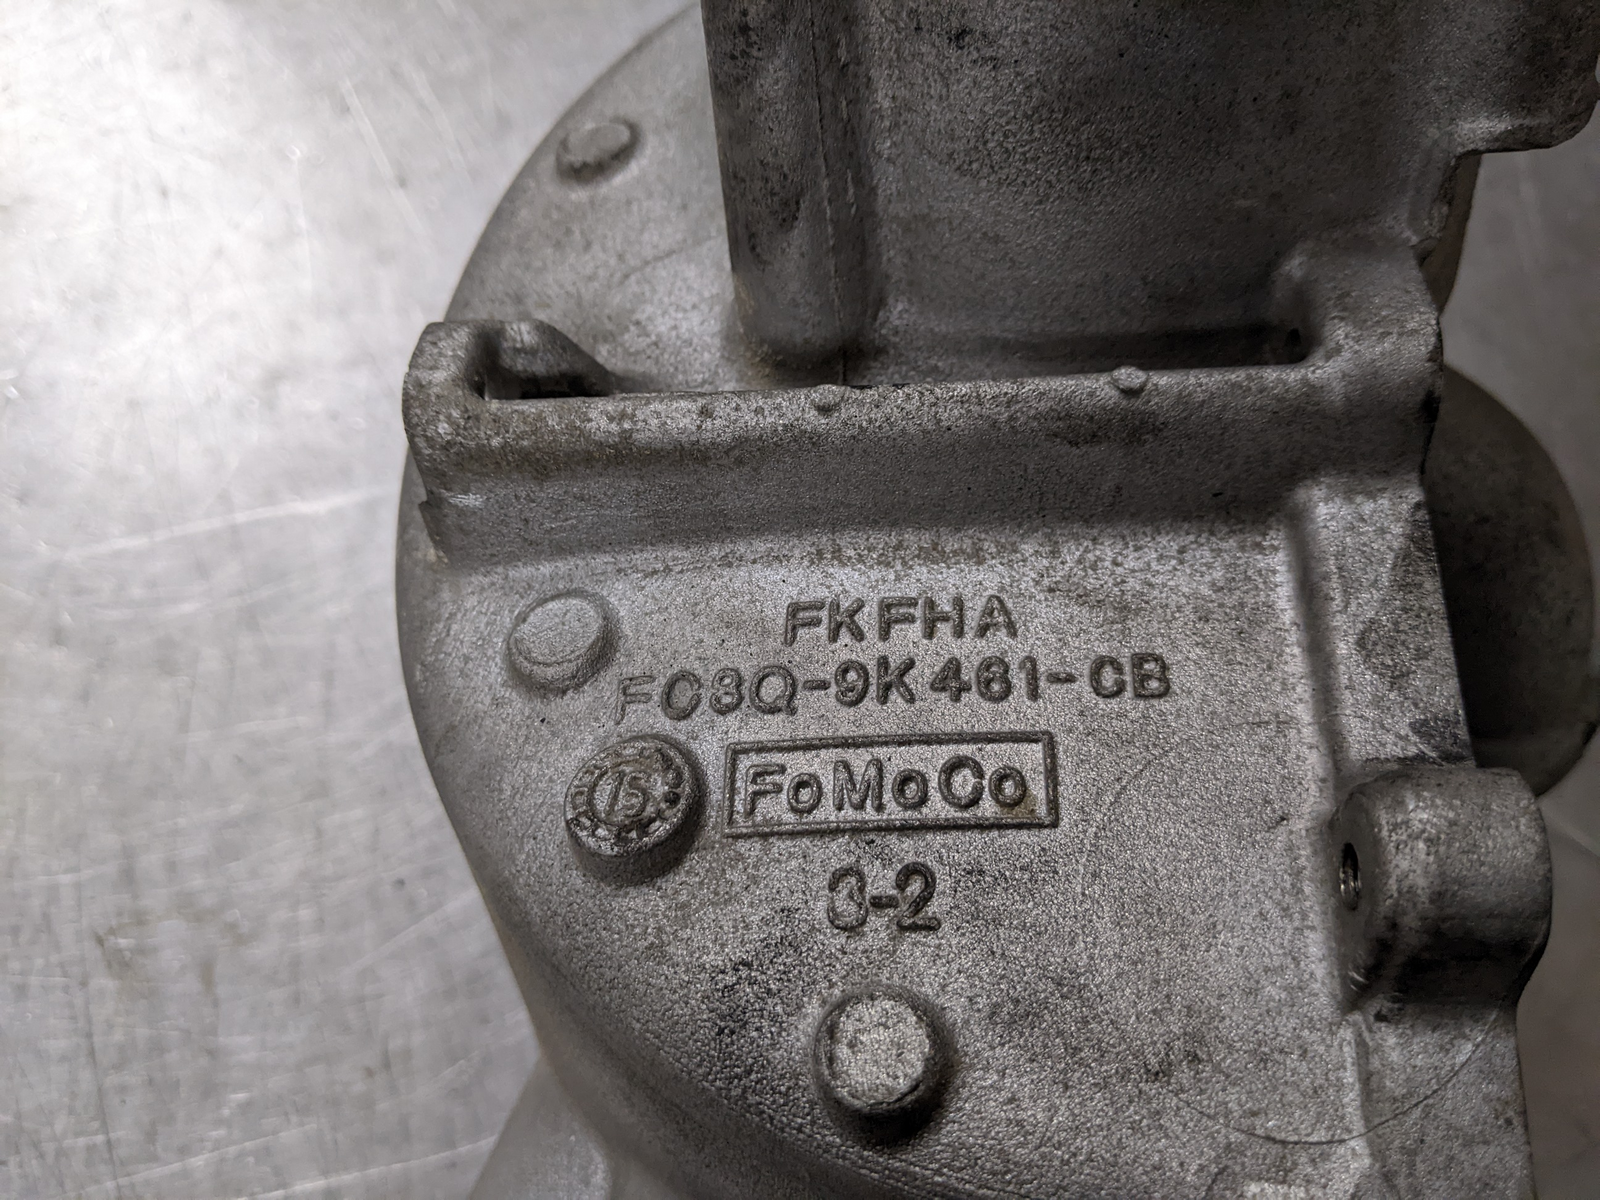 FKFHA
FC3Q-9K461-CB
15
FoMoCo
3-2